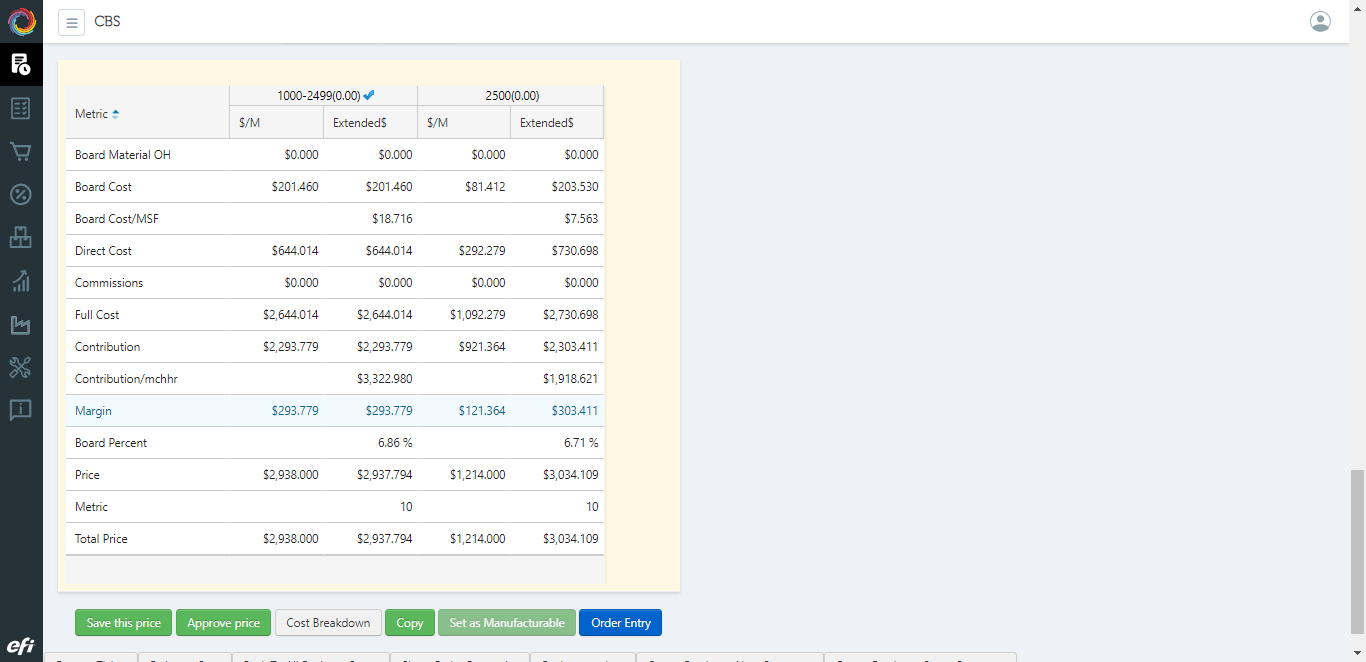 CBS
1000-2499(0.00) 2500(0.00)
Metric
$/M Extended$ $/M Extended$
Board Material OH $0.000 $0.000 $0.000 $0.000
Board Cost $201.460 $201.460 $81.412 $203.530
Board Cost/MSF $18.716 $7.563
Direct Cost $644.014 $644.014 $292.279 $730.698
Commissions $0.000 $0.000 $0.000 $0.000
Full Cost $2,644.014 $2,644.014 $1,092.279 $2,730.698
Contribution $2,293.779 $2,293.779 $921.364 $2,303.411
Contribution/mchhr $3,322.980 $1,918.621
Margin $293.779 $293.779 $121.364 $303.411
Board Percent 6.86 % 6.71 %
Price $2,938.000 $2,937.794 $1,214.000 $3,034.109
Metric 10 10
Total Price $2,938.000 $2,937.794 $1,214.000 $3,034.109
Save this price Approve price Cost Breakdown Copy Set as Manufacturable Order Entry
efi